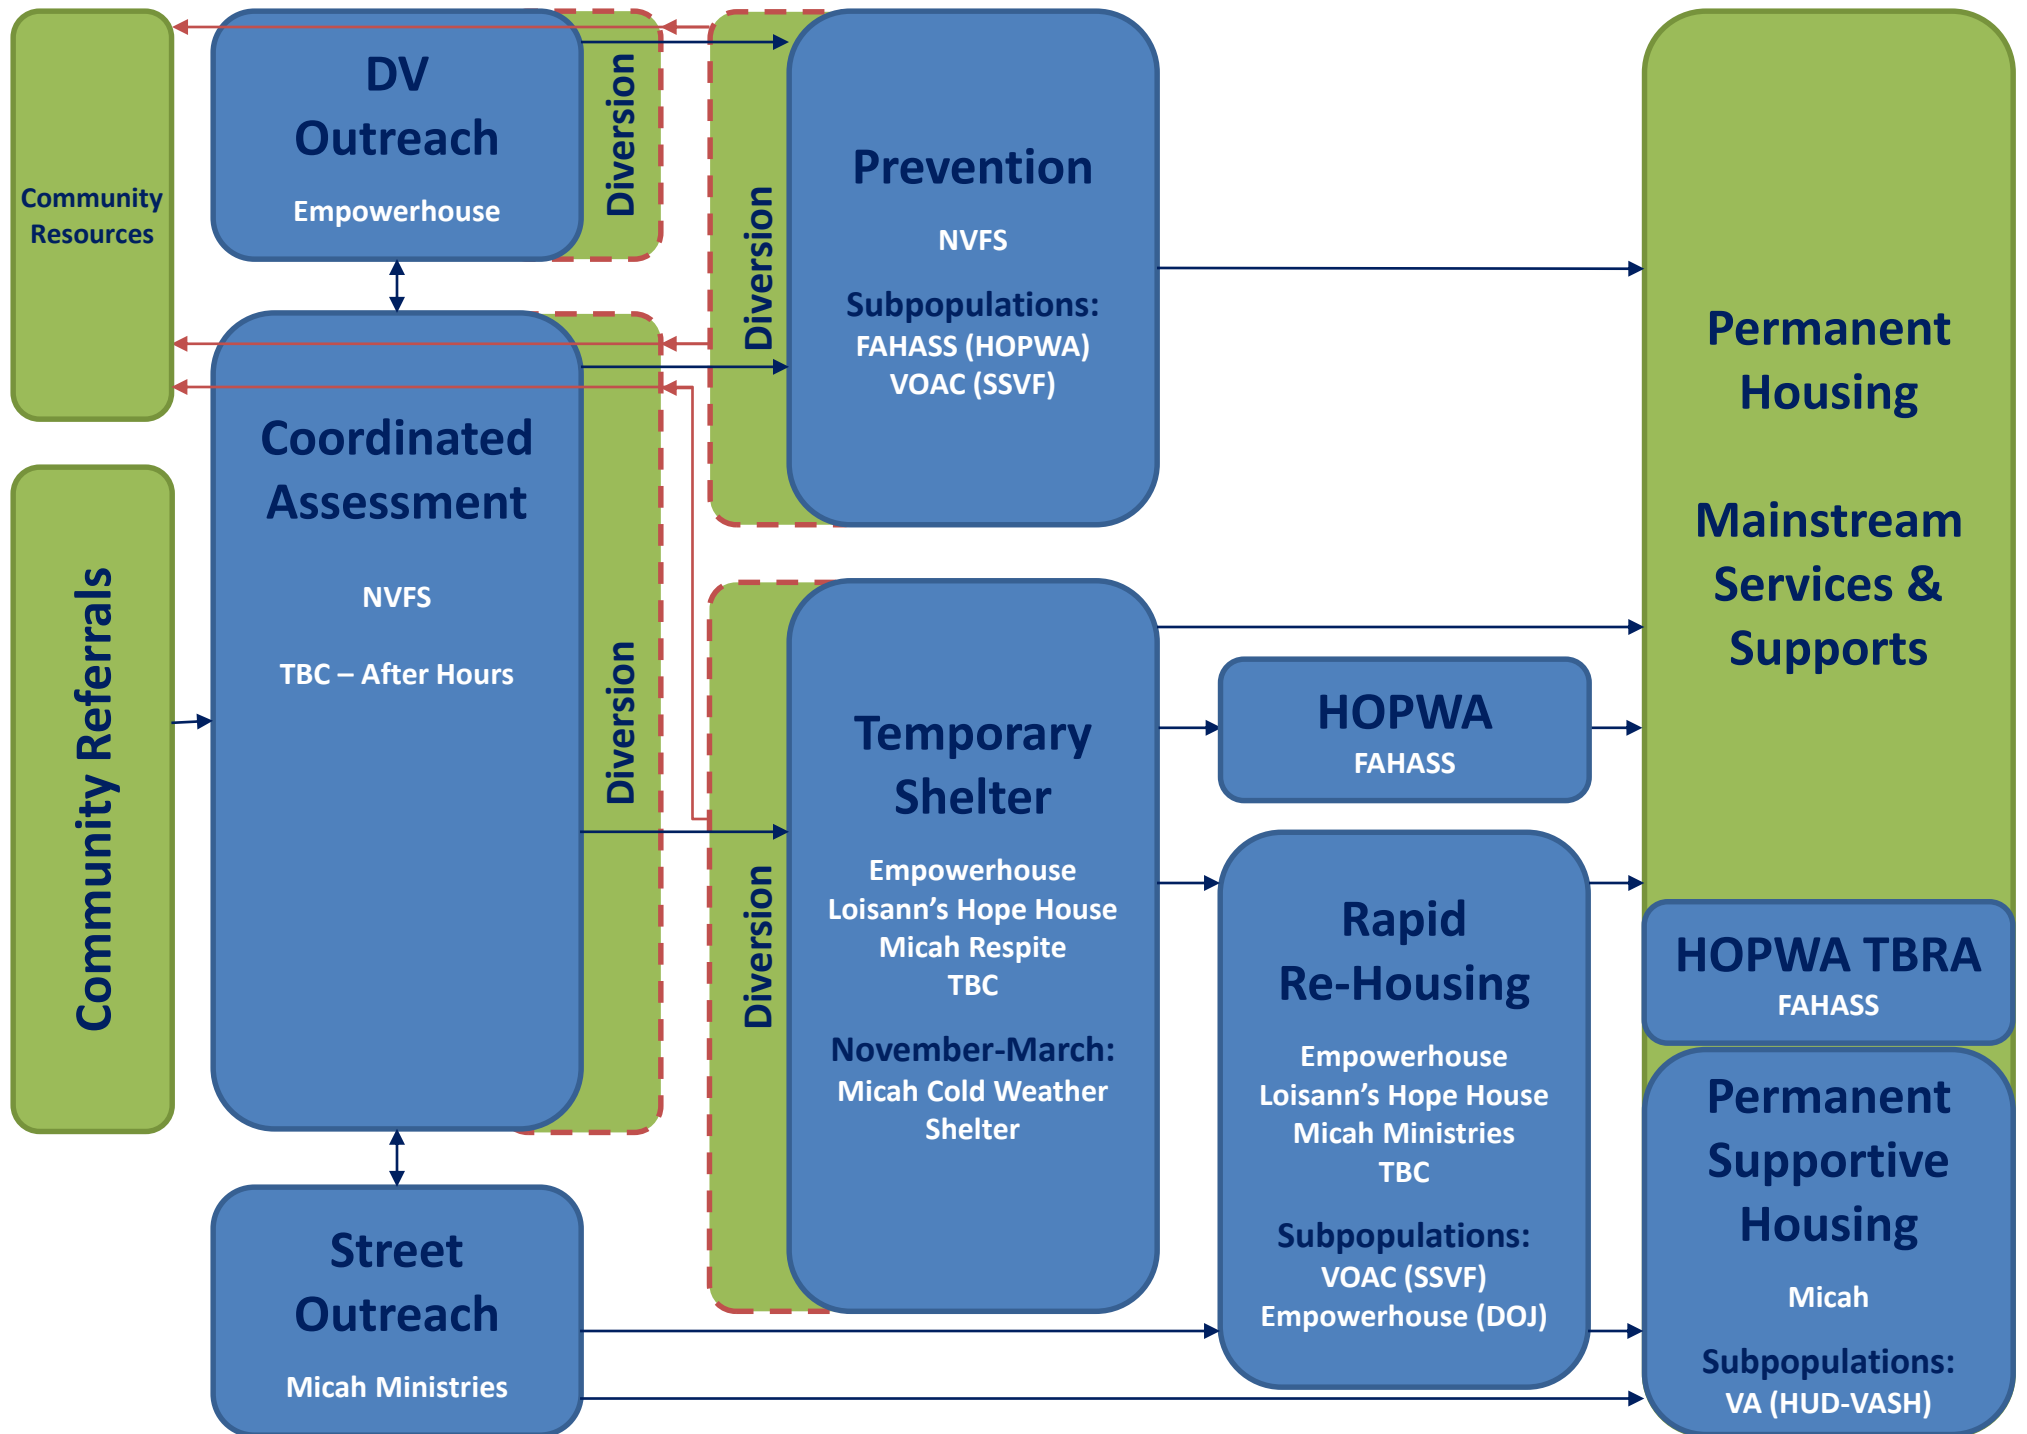 Community
Resources
Community Referrals
DV
Outreach
Empowerhouse
Diversion
Coordinated
Assessment
NVFS
TBC – After Hours
Diversion
Street
Outreach
Micah Ministries
Diversion
Prevention
NVFS
Subpopulations:
FAHASS (HOPWA)
VOAC (SSVF)
Diversion
Temporary
Shelter
Empowerhouse
Loisann’s Hope House
Micah Respite
TBC
November-March:
Micah Cold Weather
Shelter
HOPWA
FAHASS
Rapid
Re-Housing
Empowerhouse
Loisann’s Hope House
Micah Ministries
TBC
Subpopulations:
VOAC (SSVF)
Empowerhouse (DOJ)
Permanent
Housing
Mainstream
Services &
Supports
HOPWA TBRA
FAHASS
Permanent
Supportive
Housing
Micah
Subpopulations:
VA (HUD-VASH)